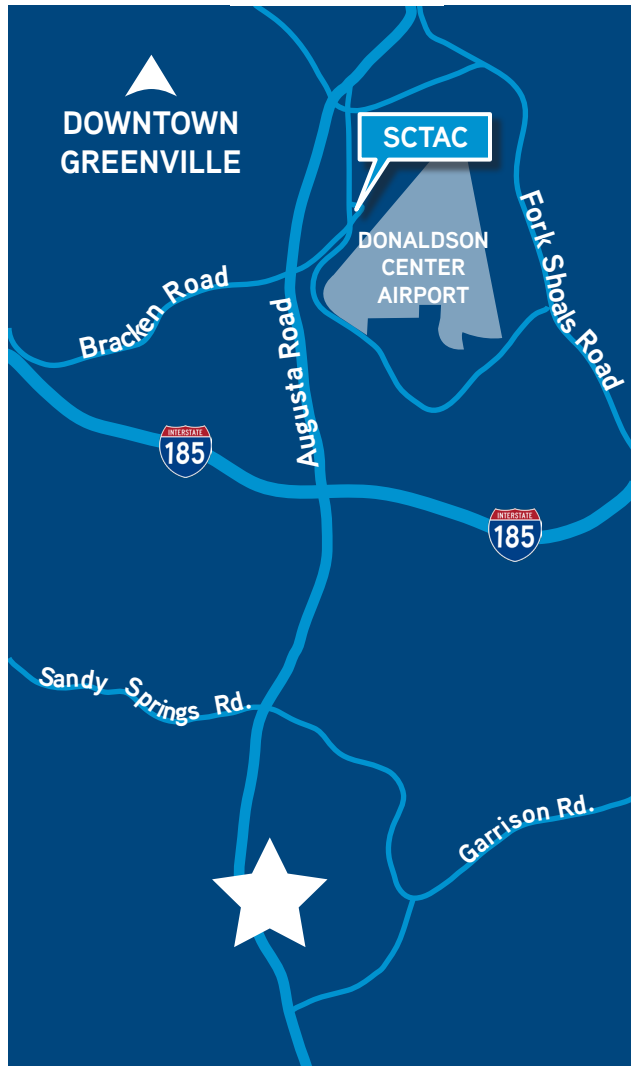 DOWNTOWN
GREENVILLE
SCTAC
DONALDSON
CENTER
AIRPORT
Fork Shoals Road
Bracken Road
Augusta Road
INTERSTATE
185
INTERSTATE
185
Sandy Springs Rd.
Garrison Rd.